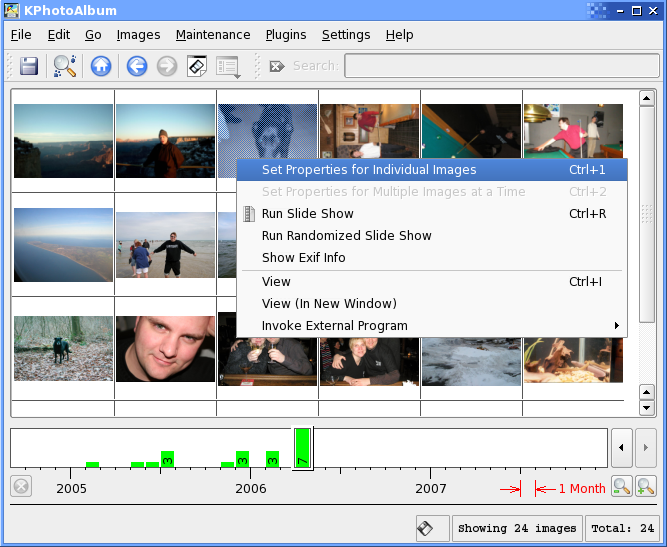 KPhotoAlbum
File Edit Go Images Maintenance Plugins Settings Help
Search:
Set Properties for Individual Images Ctrl+1
Set Properties for Multiple Images at a Time Ctrl+2
Run Slide Show Ctrl+R
Run Randomized Slide Show
Show Exif Info
View Ctrl+I
View (In New Window)
Invoke External Program
3 3 3 7
2005 2006 2007 1 Month
Showing 24 images Total: 24